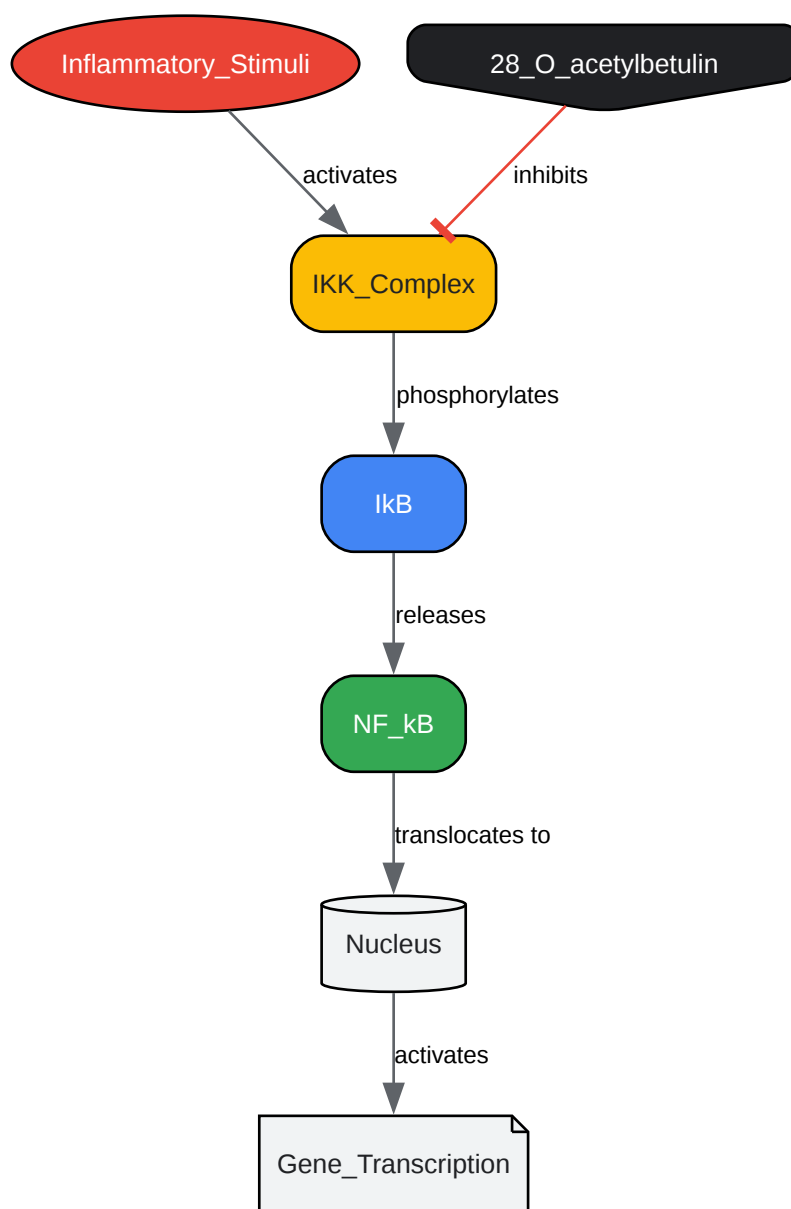 Inflammatory_Stimuli
28_O_acetylbetulin
activates
inhibits
IKK_Complex
phosphorylates
IkB
releases
NF_kB
translocates to
Nucleus
activates
Gene_Transcription